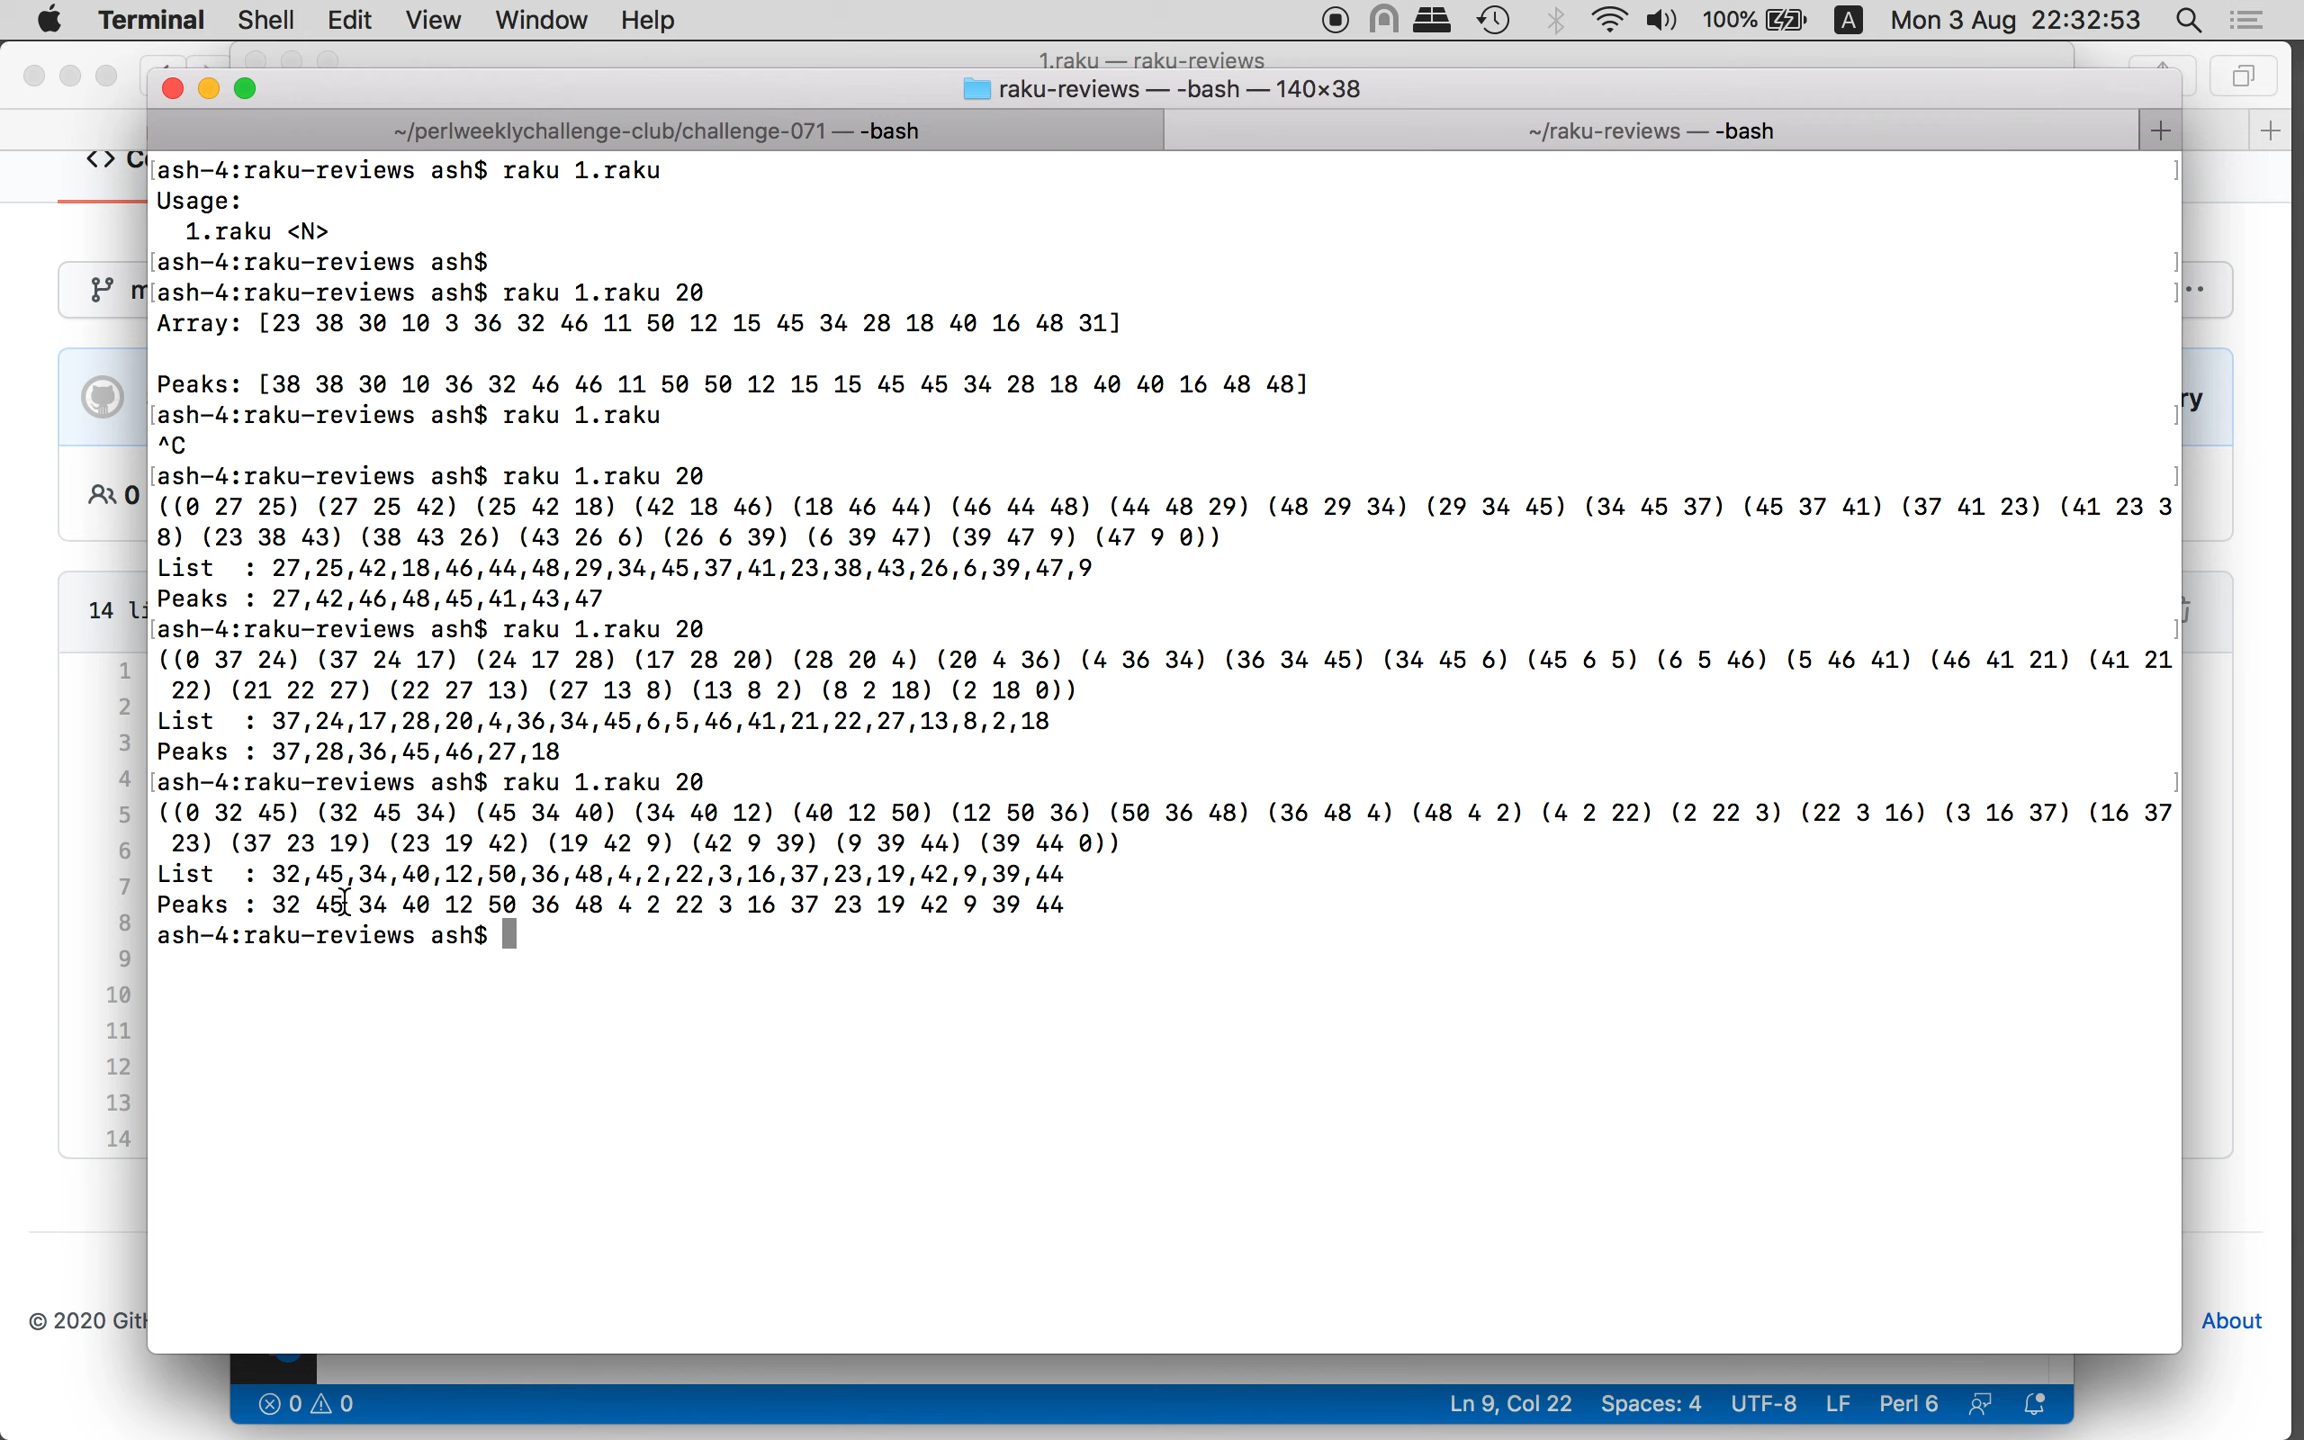 Terminal Shell Edit View Window Help 100% A Mon 3 Aug 22:32:53
1.raku — raku-reviews
raku-reviews — -bash — 140×38
~/perlweeklychallenge-club/challenge-071 — -bash
~/raku-reviews — -bash
[ash-4:raku-reviews ash$ raku 1.raku ]
Usage:
1.raku <N>
[ash-4:raku-reviews ash$ ]
[ash-4:raku-reviews ash$ raku 1.raku 20 ]
Array: [23 38 30 10 3 36 32 46 11 50 12 15 45 34 28 18 40 16 48 31]
Peaks: [38 38 30 10 36 32 46 46 11 50 50 12 15 15 45 45 34 28 18 40 40 16 48 48]
[ash-4:raku-reviews ash$ raku 1.raku ]
^C
[ash-4:raku-reviews ash$ raku 1.raku 20 ]
((0 27 25) (27 25 42) (25 42 18) (42 18 46) (18 46 44) (46 44 48) (44 48 29) (48 29 34) (29 34 45) (34 45 37) (45 37 41) (37 41 23) (41 23 3
8) (23 38 43) (38 43 26) (43 26 6) (26 6 39) (6 39 47) (39 47 9) (47 9 0))
List : 27,25,42,18,46,44,48,29,34,45,37,41,23,38,43,26,6,39,47,9
Peaks : 27,42,46,48,45,41,43,47
[ash-4:raku-reviews ash$ raku 1.raku 20 ]
((0 37 24) (37 24 17) (24 17 28) (17 28 20) (28 20 4) (20 4 36) (4 36 34) (36 34 45) (34 45 6) (45 6 5) (6 5 46) (5 46 41) (46 41 21) (41 21
22) (21 22 27) (22 27 13) (27 13 8) (13 8 2) (8 2 18) (2 18 0))
List : 37,24,17,28,20,4,36,34,45,6,5,46,41,21,22,27,13,8,2,18
Peaks : 37,28,36,45,46,27,18
[ash-4:raku-reviews ash$ raku 1.raku 20 ]
((0 32 45) (32 45 34) (45 34 40) (34 40 12) (40 12 50) (12 50 36) (50 36 48) (36 48 4) (48 4 2) (4 2 22) (2 22 3) (22 3 16) (3 16 37) (16 37
23) (37 23 19) (23 19 42) (19 42 9) (42 9 39) (9 39 44) (39 44 0))
List : 32,45,34,40,12,50,36,48,4,2,22,3,16,37,23,19,42,9,39,44
Peaks : 32 45 34 40 12 50 36 48 4 2 22 3 16 37 23 19 42 9 39 44
ash-4:raku-reviews ash$
0
14
1
2
3
4
5
6
7
8
9
10
11
12
13
14
ry
© 2020
About
0 0 Ln 9, Col 22 Spaces: 4 UTF-8 LF Perl 6